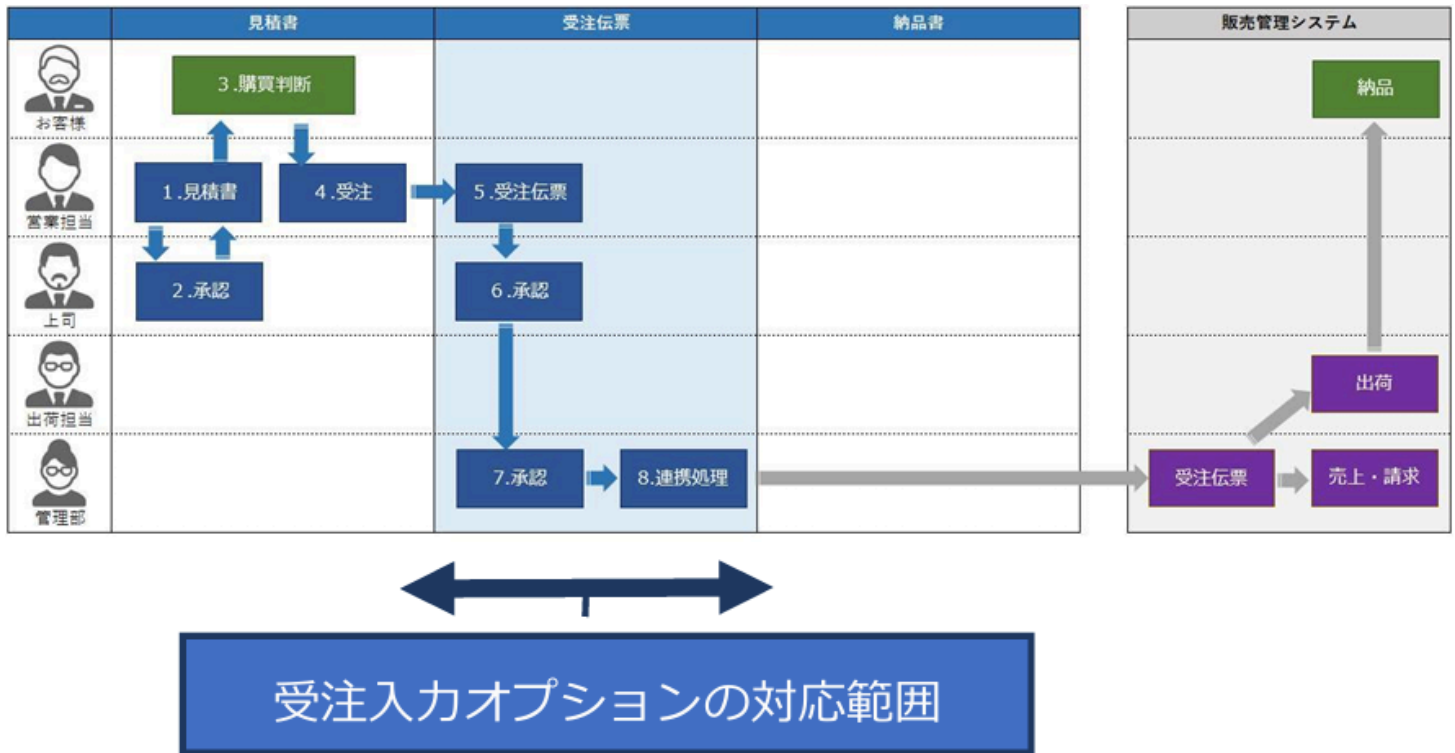 見積書
受注伝票
納品書
販売管理システム
お客様
3.購買判断
納品
営業担当
1.見積書
4.受注
5.受注伝票
上司
2.承認
6.承認
出荷担当
出荷
管理部
7.承認
8.連携処理
受注伝票
売上・請求
受注入力オプションの対応範囲